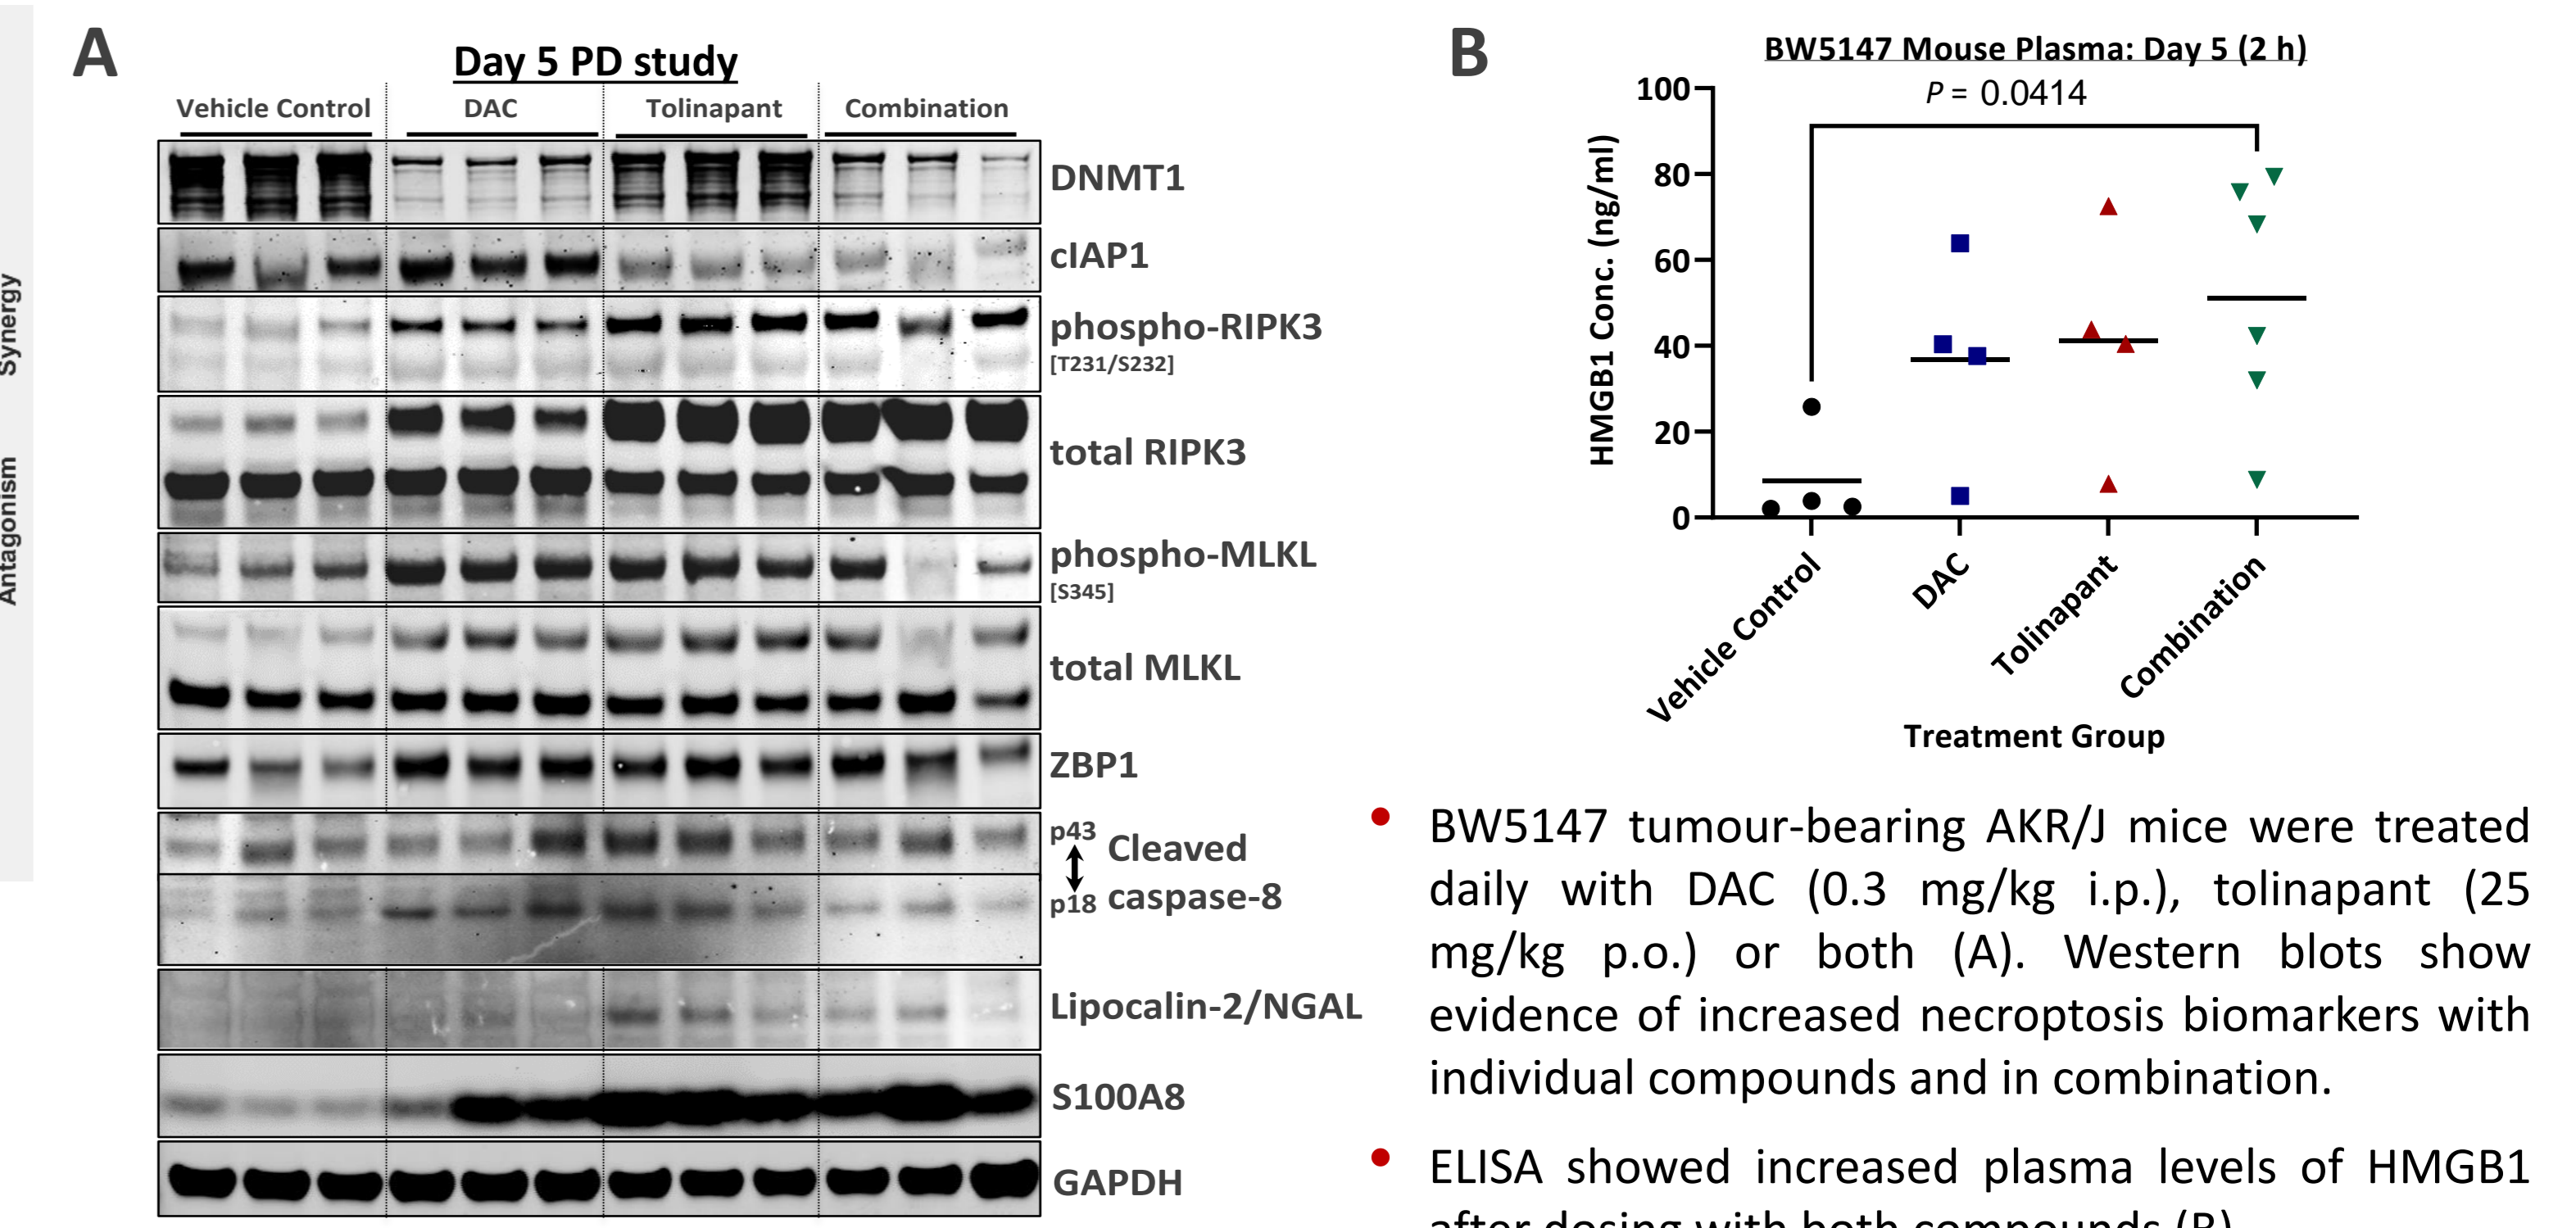 Synergy
Antagonism
A
Day 5 PD study
Vehicle Control
DAC
Tolinapant
Combination
DNMT1
cIAP1
phospho-RIPK3
[T231/S232]
total RIPK3
phospho-MLKL
[S345]
total MLKL
ZBP1
p43
Cleaved
p18 caspase-8
Lipocalin-2/NGAL
S100A8
GAPDH
B
BW5147 Mouse Plasma: Day 5 (2 h)
P = 0.0414
HMGB1 Conc. (ng/ml)
100
80
60
40
20
0
Vehicle Control
DAC
Tolinapant
Combination
Treatment Group
• BW5147 tumour-bearing AKR/J mice were treated
daily with DAC (0.3 mg/kg i.p.), tolinapant (25
mg/kg p.o.) or both (A). Western blots show
evidence of increased necroptosis biomarkers with
individual compounds and in combination.
• ELISA showed increased plasma levels of HMGB1
after dosing with both compounds (B)